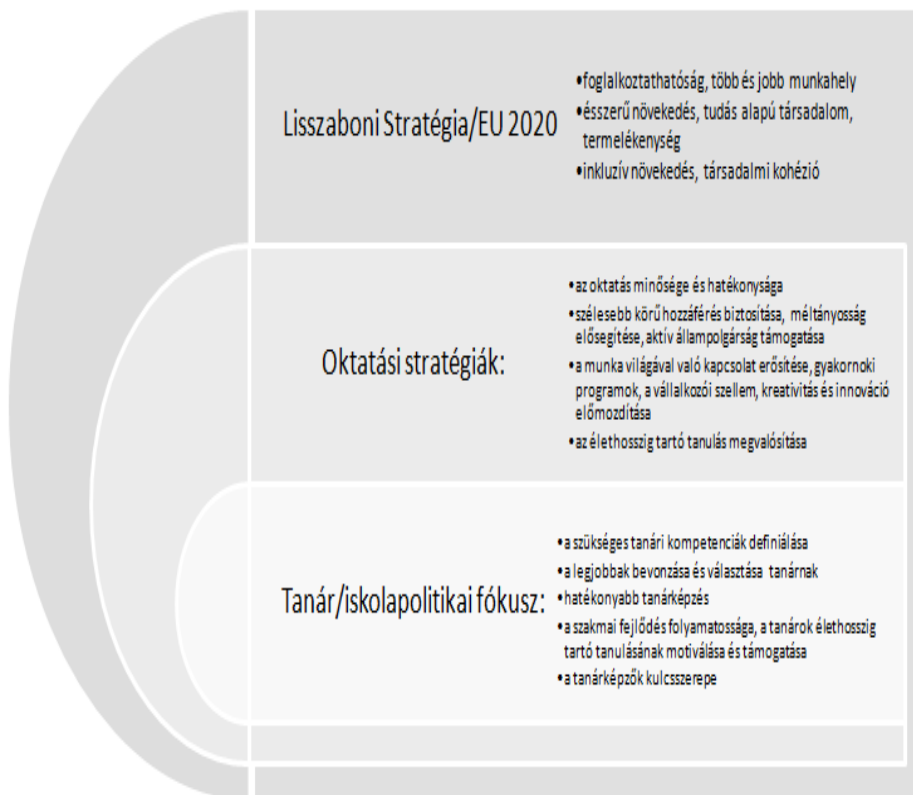 Lisszaboni Stratégia/EU 2020
•foglalkoztathatóság, több és jobb munkahely
•ésszerű növekedés, tudás alapú társadalom,
termelékenység
•inkluzív növekedés, társadalmi kohézió
Oktatási stratégiák:
•az oktatás minősége és hatékonysága
•szélesebb körű hozzáférés biztosítása, méltányosság
elősegítése, aktív állampolgárság támogatása
•a munka világával való kapcsolat erősítése, gyakornoki
programok, a vállalkozói szellem, kreativitás és innováció
előmozdítása
•az élethosszig tartó tanulás megvalósítása
Tanár/iskolapolitikai fókusz:
•a szükséges tanári kompetenciák definiálása
•a legjobbak bevonzása és választása tanárnak
•hatékonyabb tanárképzés
•a szakmai fejlődés folyamatossága, a tanárok élethosszig
tartó tanulásának motiválása és támogatása
•a tanárképzők kulcsszerepe